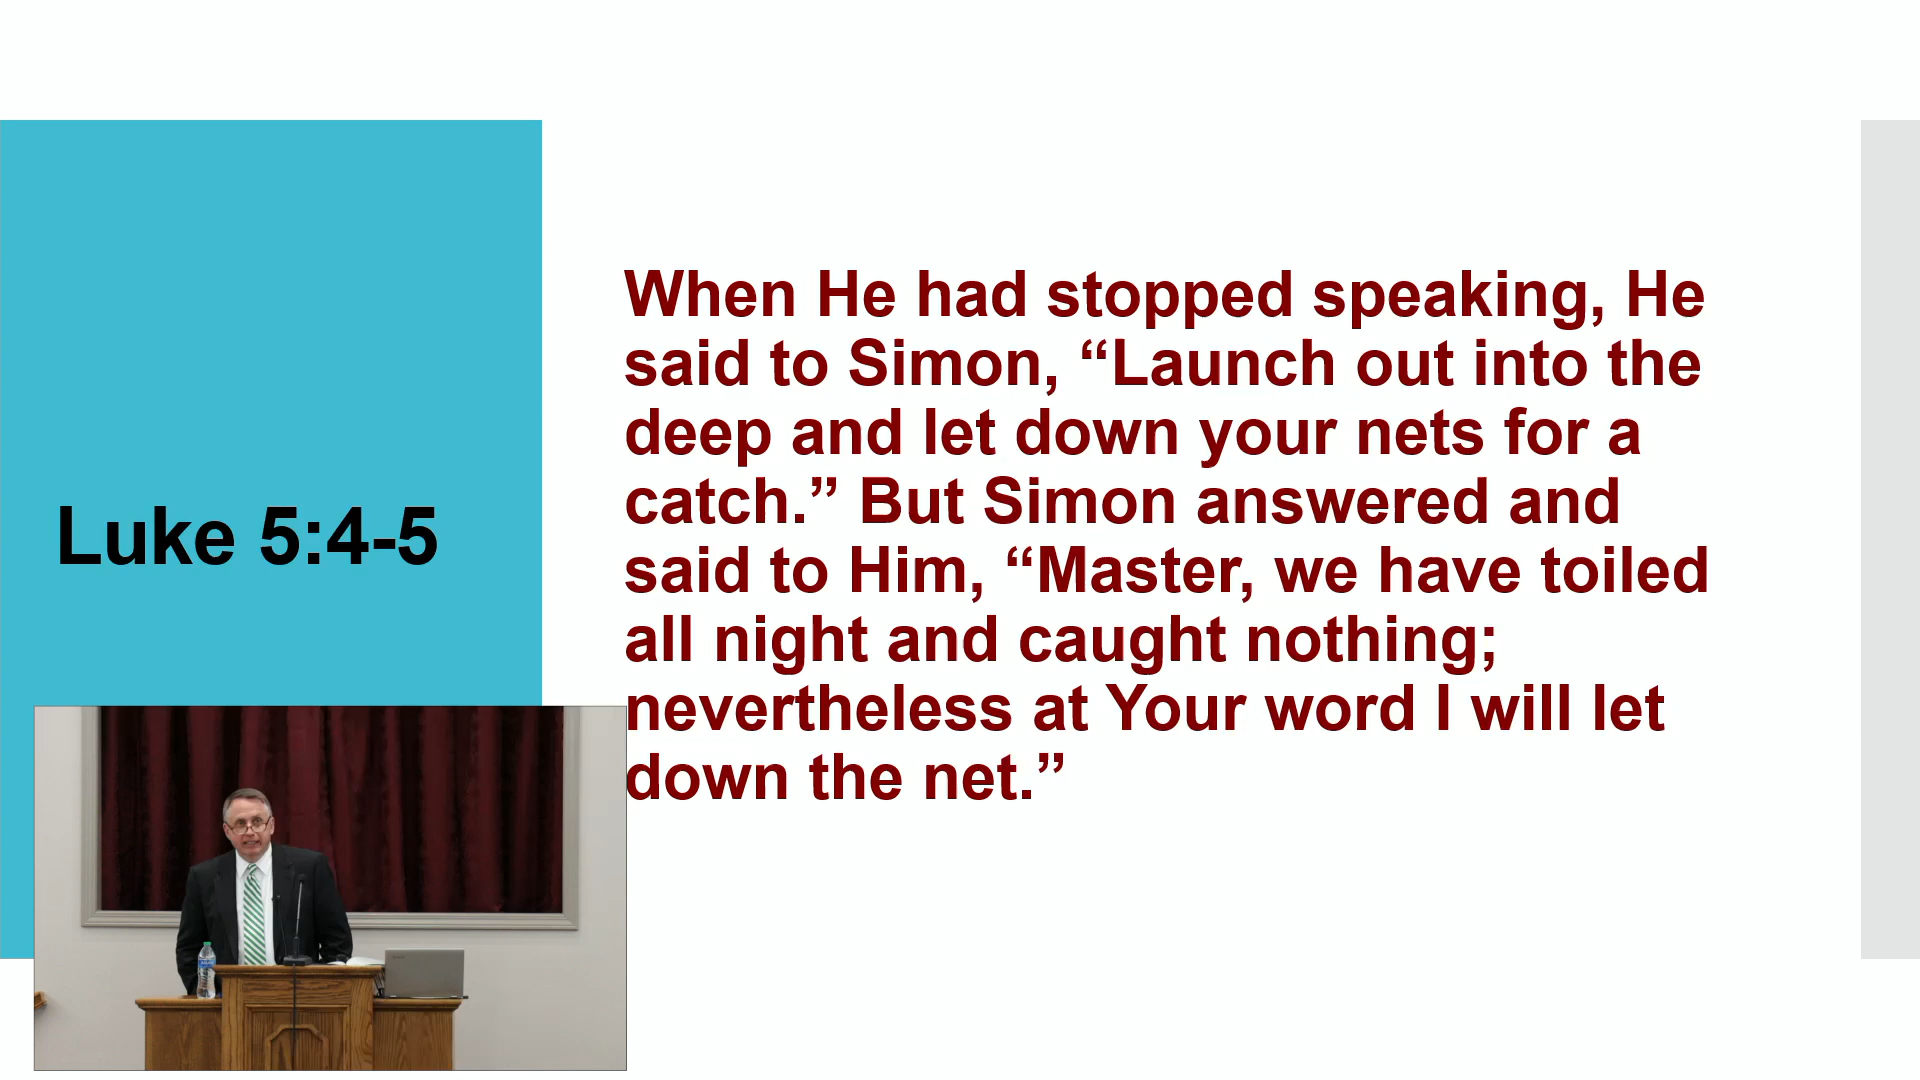 Luke 5:4-5
When He had stopped speaking, He
said to Simon, “Launch out into the
deep and let down your nets for a
catch.” But Simon answered and
said to Him, “Master, we have toiled
all night and caught nothing;
nevertheless at Your word I will let
down the net.”